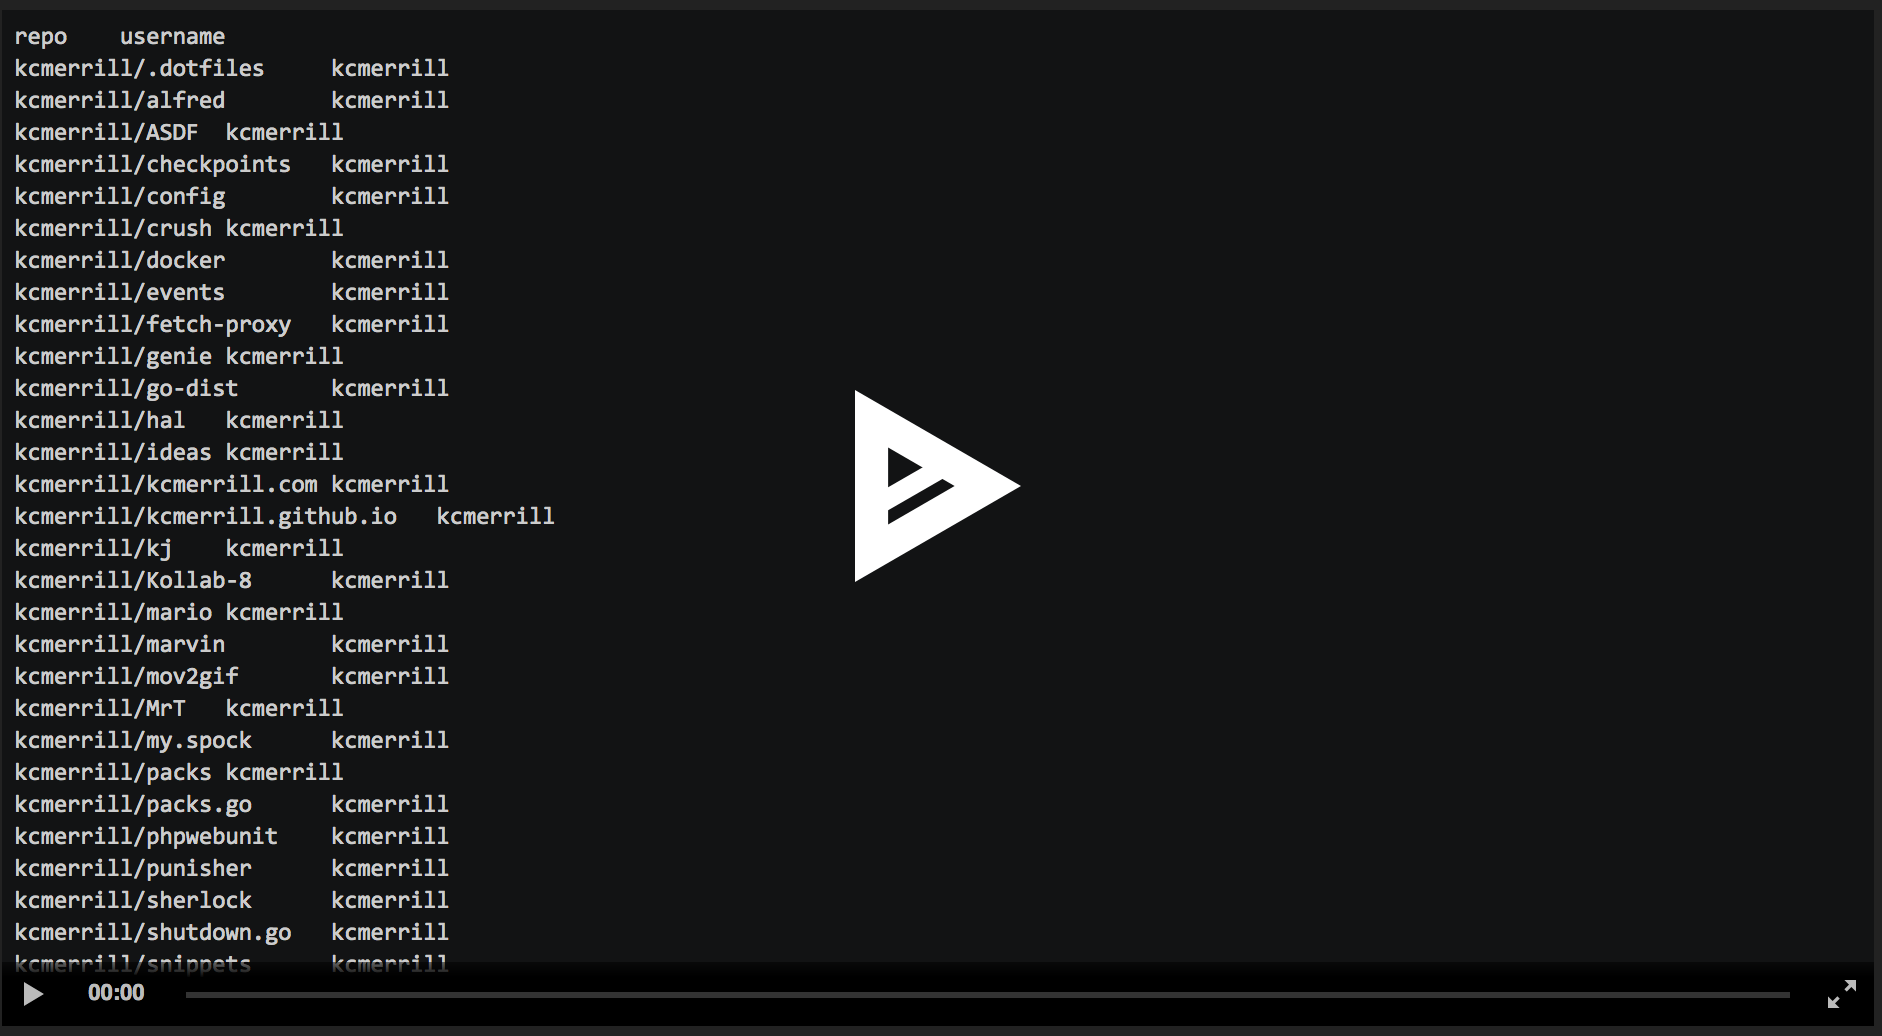 repo username
kcmerrill/.dotfiles kcmerrill
kcmerrill/alfred kcmerrill
kcmerrill/ASDF kcmerrill
kcmerrill/checkpoints kcmerrill
kcmerrill/config kcmerrill
kcmerrill/crush kcmerrill
kcmerrill/docker kcmerrill
kcmerrill/events kcmerrill
kcmerrill/fetch-proxy kcmerrill
kcmerrill/genie kcmerrill
kcmerrill/go-dist kcmerrill
kcmerrill/hal kcmerrill
kcmerrill/ideas kcmerrill
kcmerrill/kcmerrill.com kcmerrill
kcmerrill/kcmerrill.github.io kcmerrill
kcmerrill/kj kcmerrill
kcmerrill/Kollab-8 kcmerrill
kcmerrill/mario kcmerrill
kcmerrill/marvin kcmerrill
kcmerrill/mov2gif kcmerrill
kcmerrill/MrT kcmerrill
kcmerrill/my.spock kcmerrill
kcmerrill/packs kcmerrill
kcmerrill/packs.go kcmerrill
kcmerrill/phpwebunit kcmerrill
kcmerrill/punisher kcmerrill
kcmerrill/sherlock kcmerrill
kcmerrill/shutdown.go kcmerrill
kcmerrill/snippets kcmerrill
00:00